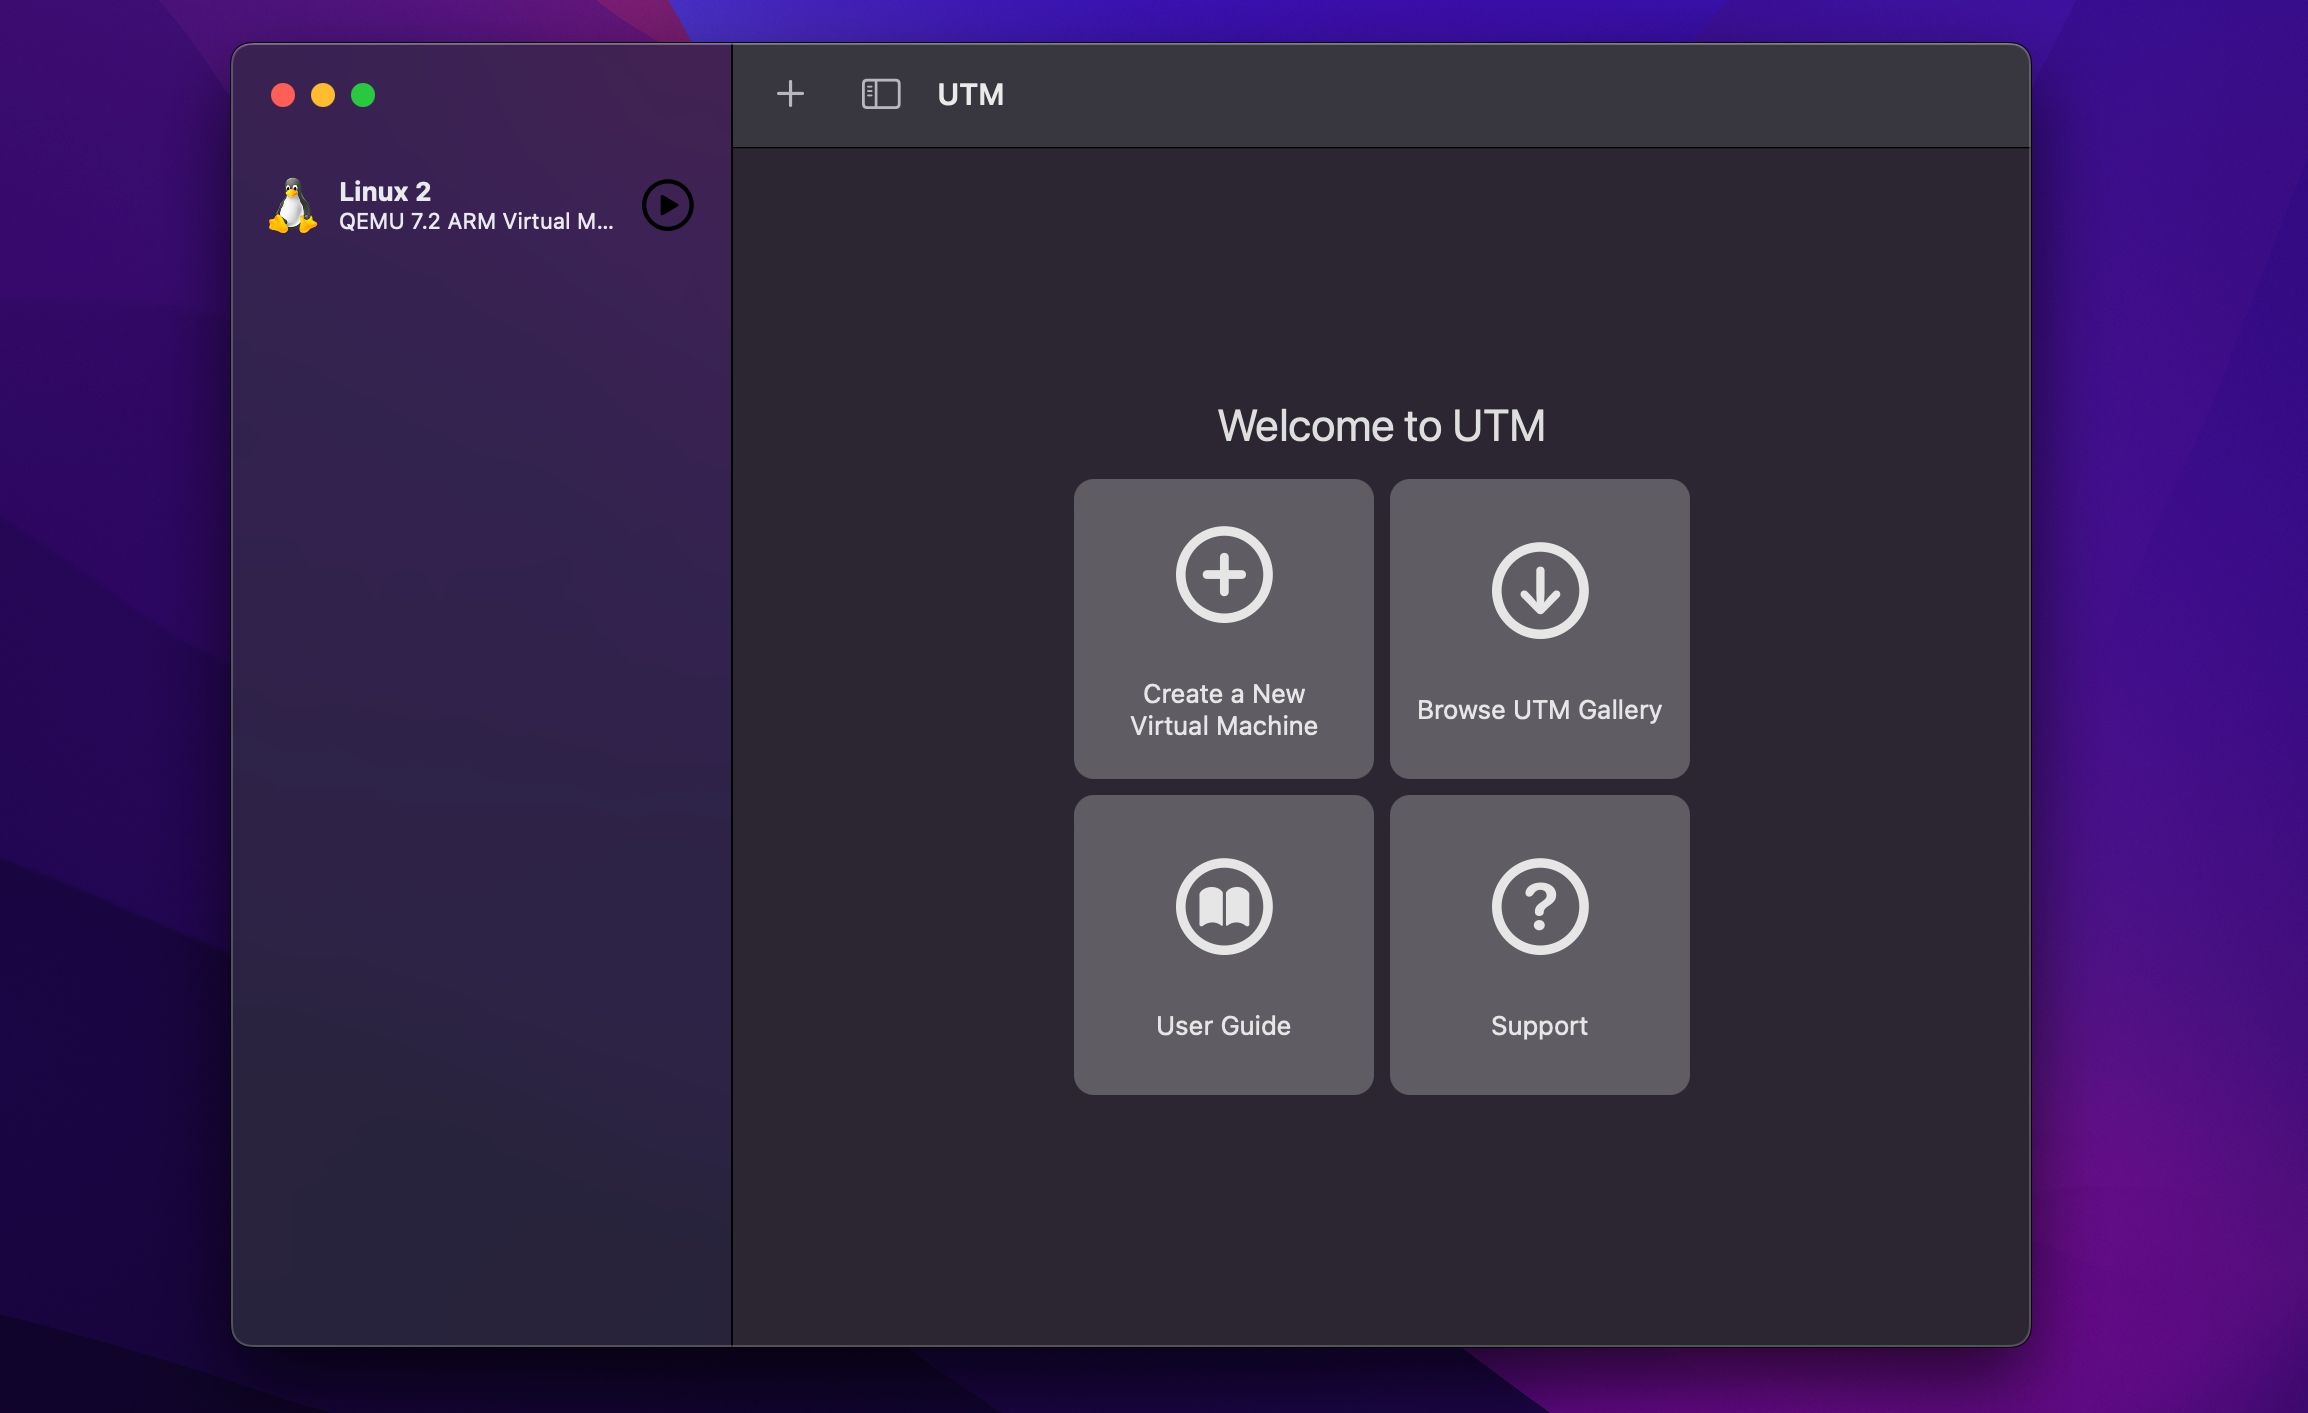 UTM
Linux 2
QEMU 7.2 ARM Virtual M...
Welcome to UTM
Create a New
Virtual Machine
Browse UTM Gallery
User Guide
Support